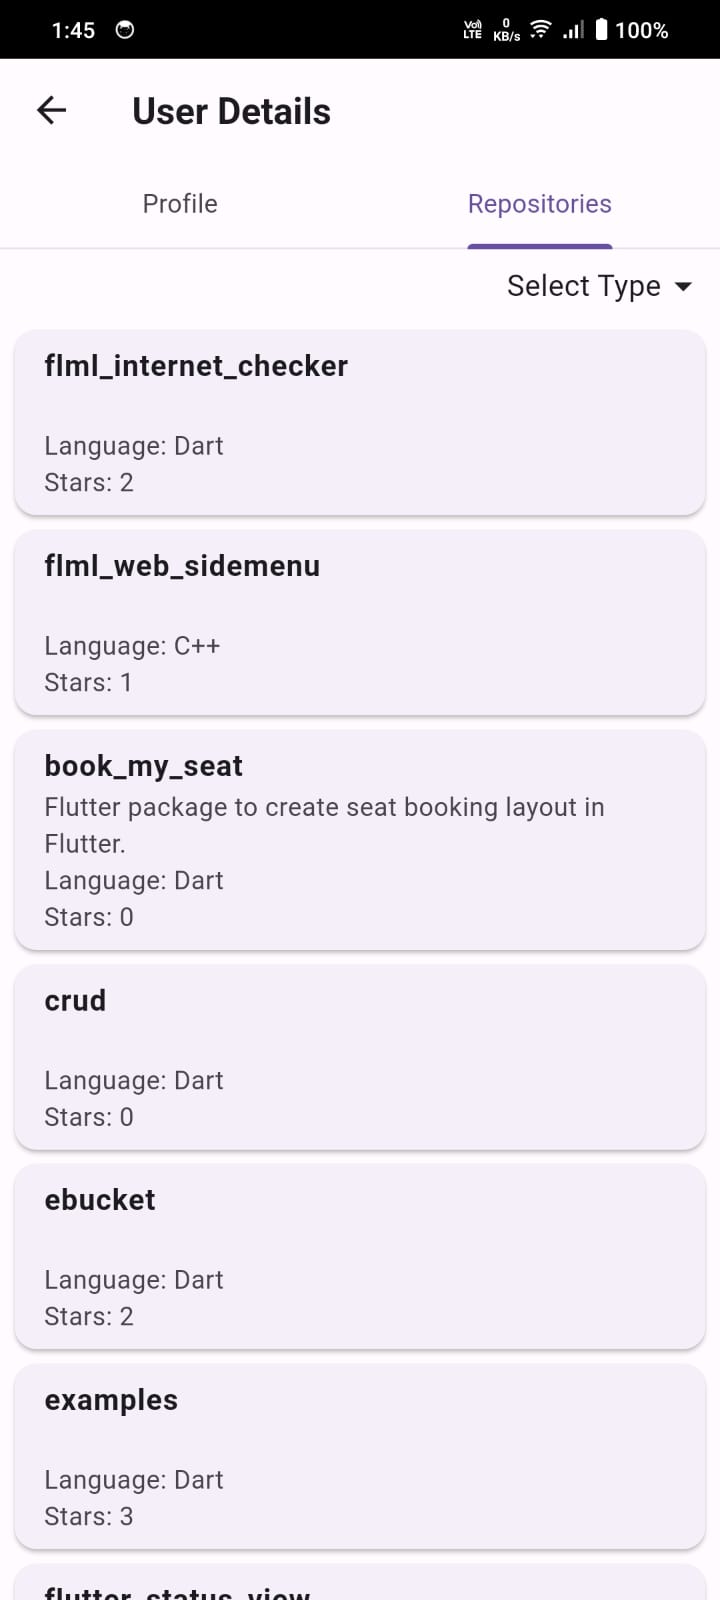 1:45
Vo) LTE 0 KB/s 100%
User Details
Profile Repositories
Select Type
flml_internet_checker
Language: Dart
Stars: 2
flml_web_sidemenu
Language: C++
Stars: 1
book_my_seat
Flutter package to create seat booking layout in
Flutter.
Language: Dart
Stars: 0
crud
Language: Dart
Stars: 0
ebucket
Language: Dart
Stars: 2
examples
Language: Dart
Stars: 3
flutter_status_view